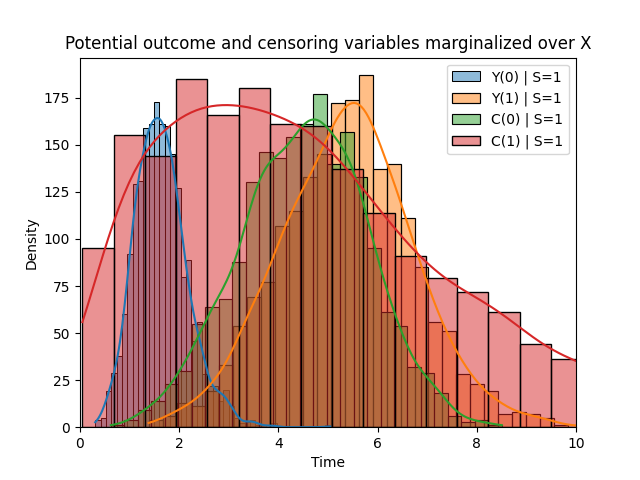 Potential outcome and censoring variables marginalized over X
Y(0) | S=1
Y(1) | S=1
C(0) | S=1
C(1) | S=1
Density
175
150
125
100
75
50
25
0
0 2 4 6 8 10
Time